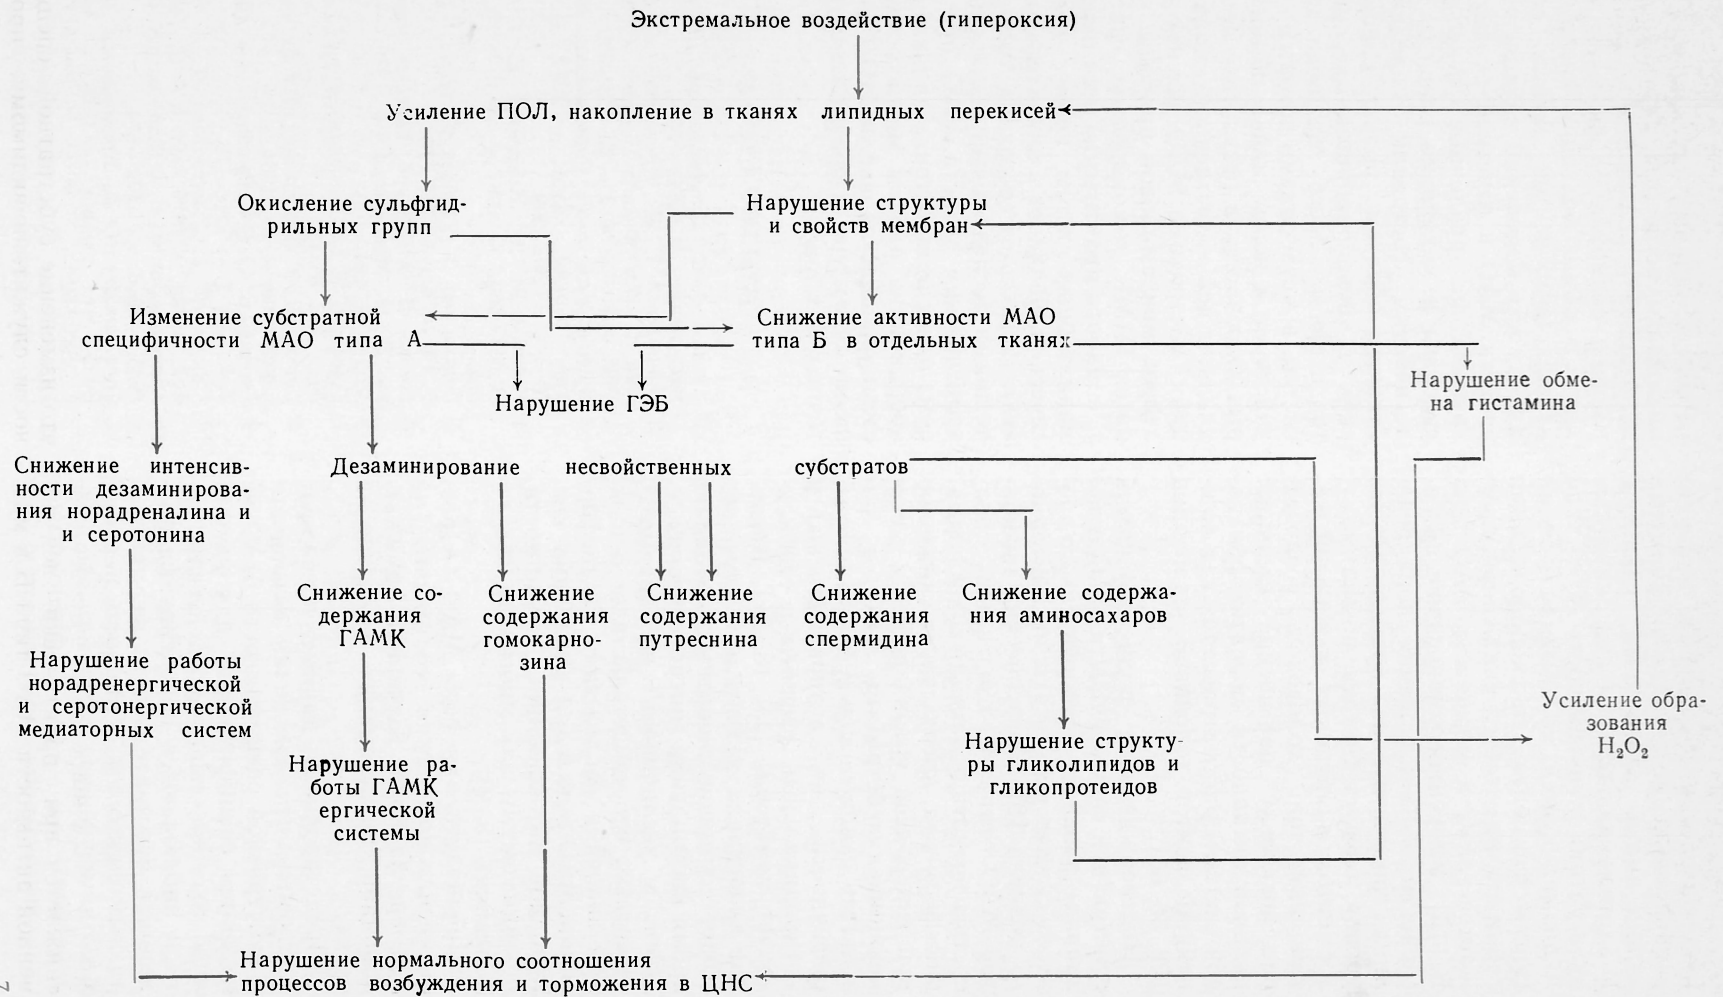 Экстремальное воздействие (гипероксия)
Усиление ПОЛ, накопление в тканях липидных перекисей
Окисление сульфгид-
рильных групп
Нарушение структуры
и свойств мембран
Изменение субстратной
специфичности МАО типа А
Снижение активности МАО
типа Б в отдельных тканях
Нарушение ГЭБ
Нарушение обме-
на гистамина
Снижение интенсив-
ности дезаминирова-
ния норадреналина и
и серотонина
Дезаминирование несвойственных субстратов
Снижение со-
держания
ГАМК
Снижение
содержания
гомокарно-
зина
Снижение
содержания
путреснина
Снижение
содержания
спермидина
Снижение содержа-
ния аминосахаров
Нарушение работы
норадренергической
и серотонергической
медиаторных систем
Нарушение ра-
боты ГАМК
ергической
системы
Нарушение структу-
ры гликолипидов и
гликопротеидов
Усиление обра-
зования
H₂O₂
Нарушение нормального соотношения
процессов возбуждения и торможения в ЦНС